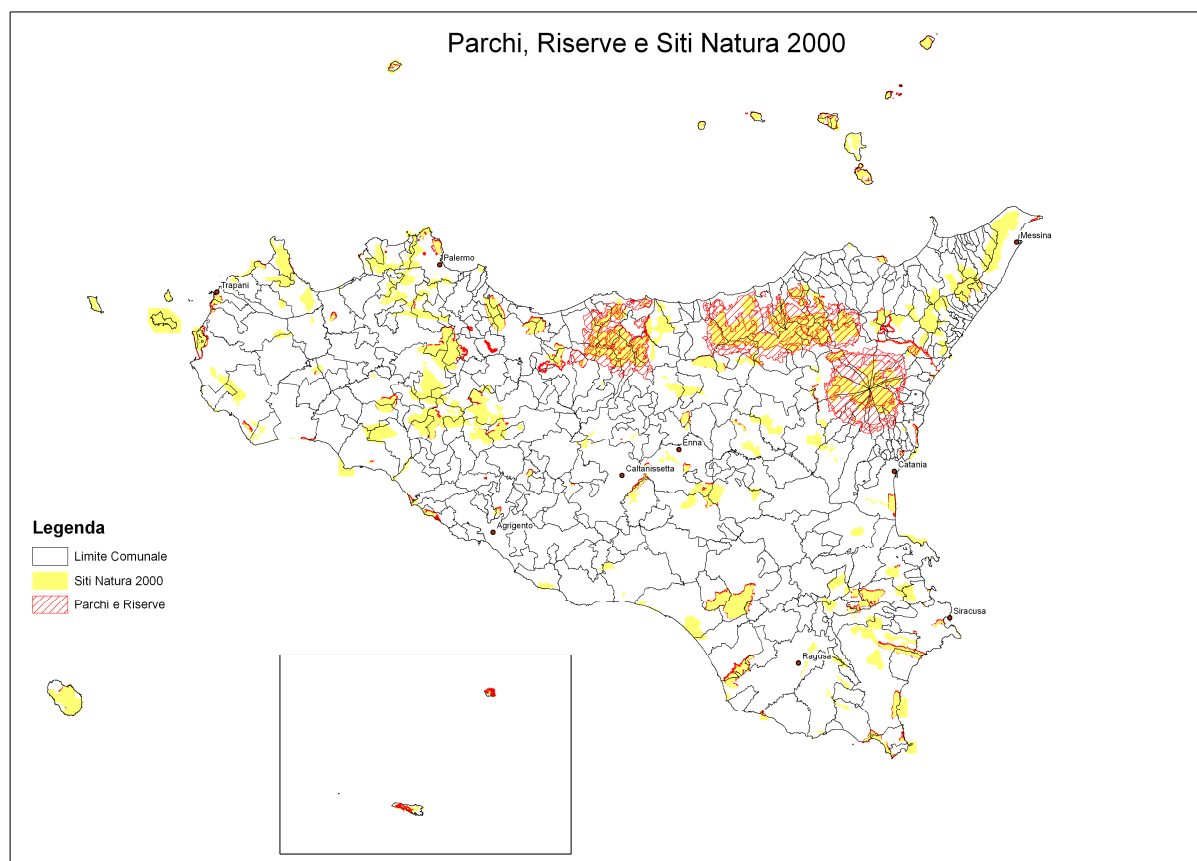 Parchi, Riserve e Siti Natura 2000
Messina
Palermo
Trapani
Enna
Caltanissetta
Catania
Agrigento
Siracusa
Ragusa
Legenda
Limite Comunale
Siti Natura 2000
Parchi e Riserve